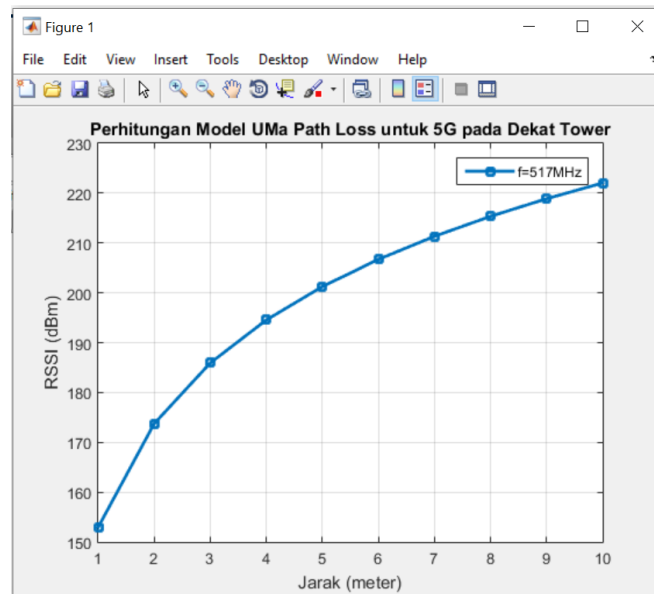 Figure 1
File Edit View Insert Tools Desktop Window Help
Perhitungan Model UMa Path Loss untuk 5G pada Dekat Tower
f=517MHz
230
220
210
200
190
180
170
160
150
RSSI (dBm)
1 2 3 4 5 6 7 8 9 10
Jarak (meter)